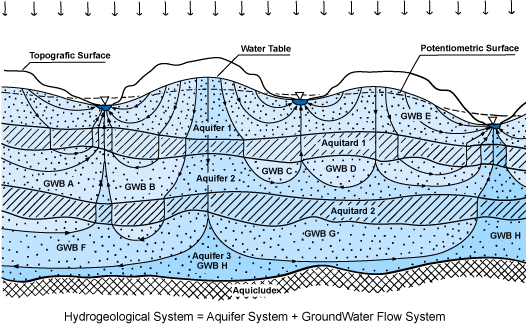 Topografic Surface
Water Table
Potentiometric Surface
GWB E
Aquifer 1
Aquitard 1
GWB A
GWB B
Aquifer 2
GWB C
GWB D
Aquitard 2
GWB F
GWB G
GWB H
Aquifer 3
GWB H
Aquicludex
Hydrogeological System = Aquifer System + GroundWater Flow System